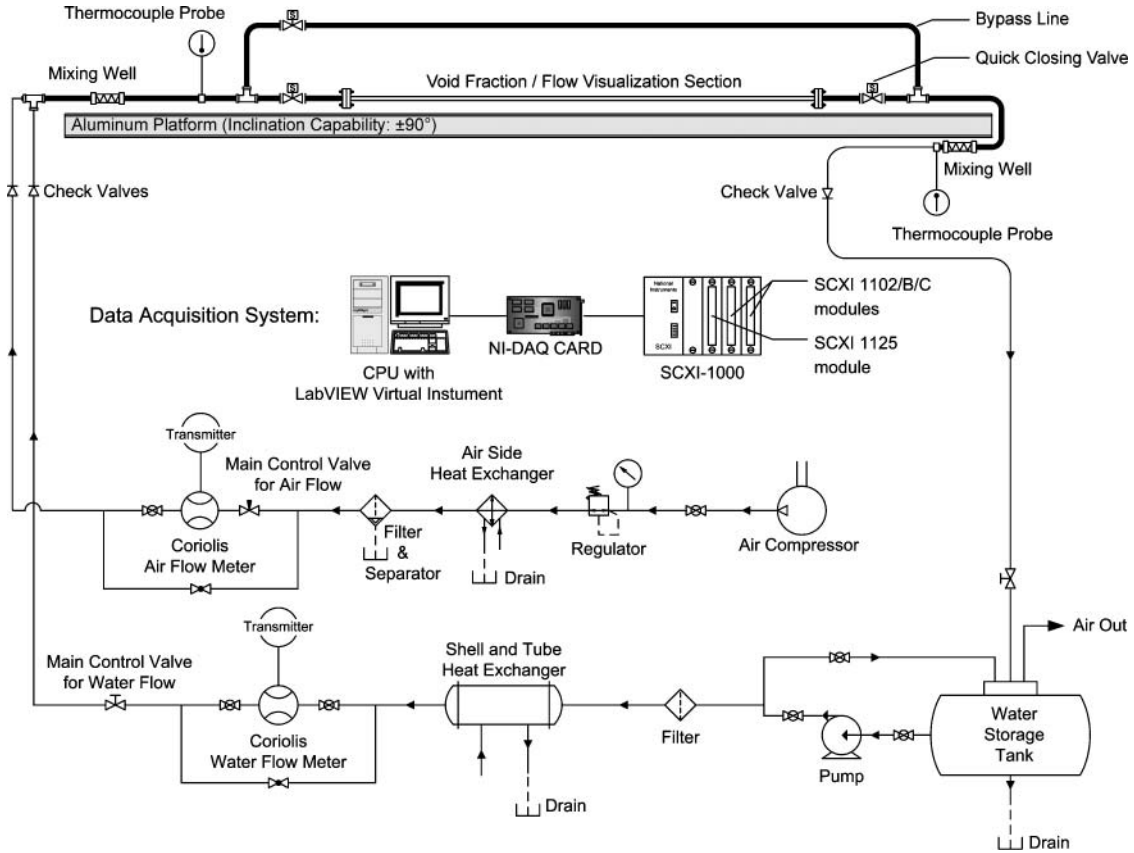 Thermocouple Probe
S
Bypass Line
Quick Closing Valve
Mixing Well
S
Void Fraction / Flow Visualization Section
S
Aluminum Platform (Inclination Capability: ±90°)
Mixing Well
Check Valves
Check Valve
Thermocouple Probe
Data Acquisition System:
National
Instruments
SCXI
SCXI 1102/B/C
modules
SCXI 1125
module
NI-DAQ CARD
SCXI-1000
CPU with
LabVIEW Virtual Instument
Transmitter
Main Control Valve
for Air Flow
Air Side
Heat Exchanger
Coriolis
Air Flow Meter
Filter
&
Separator
Drain
Regulator
Air Compressor
Transmitter
Main Control Valve
for Water Flow
Shell and Tube
Heat Exchanger
Air Out
Coriolis
Water Flow Meter
Filter
Pump
Water
Storage
Tank
Drain
Drain